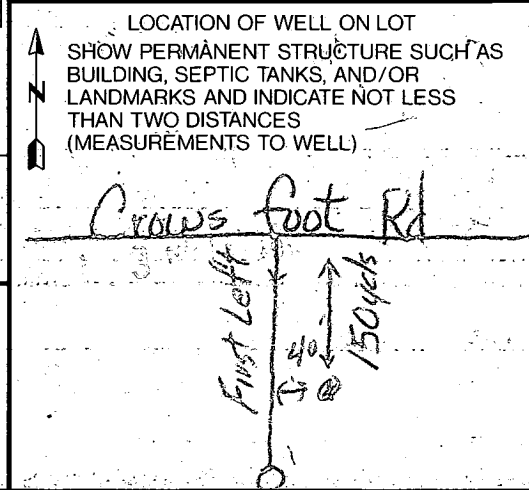 LOCATION OF WELL ON LOT
SHOW PERMANENT STRUCTURE SUCH AS
BUILDING, SEPTIC TANKS, AND/OR
N LANDMARKS AND INDICATE NOT LESS
THAN TWO DISTANCES
(MEASUREMENTS TO WELL)
Crows foot Rd
First Left
40'
150yds